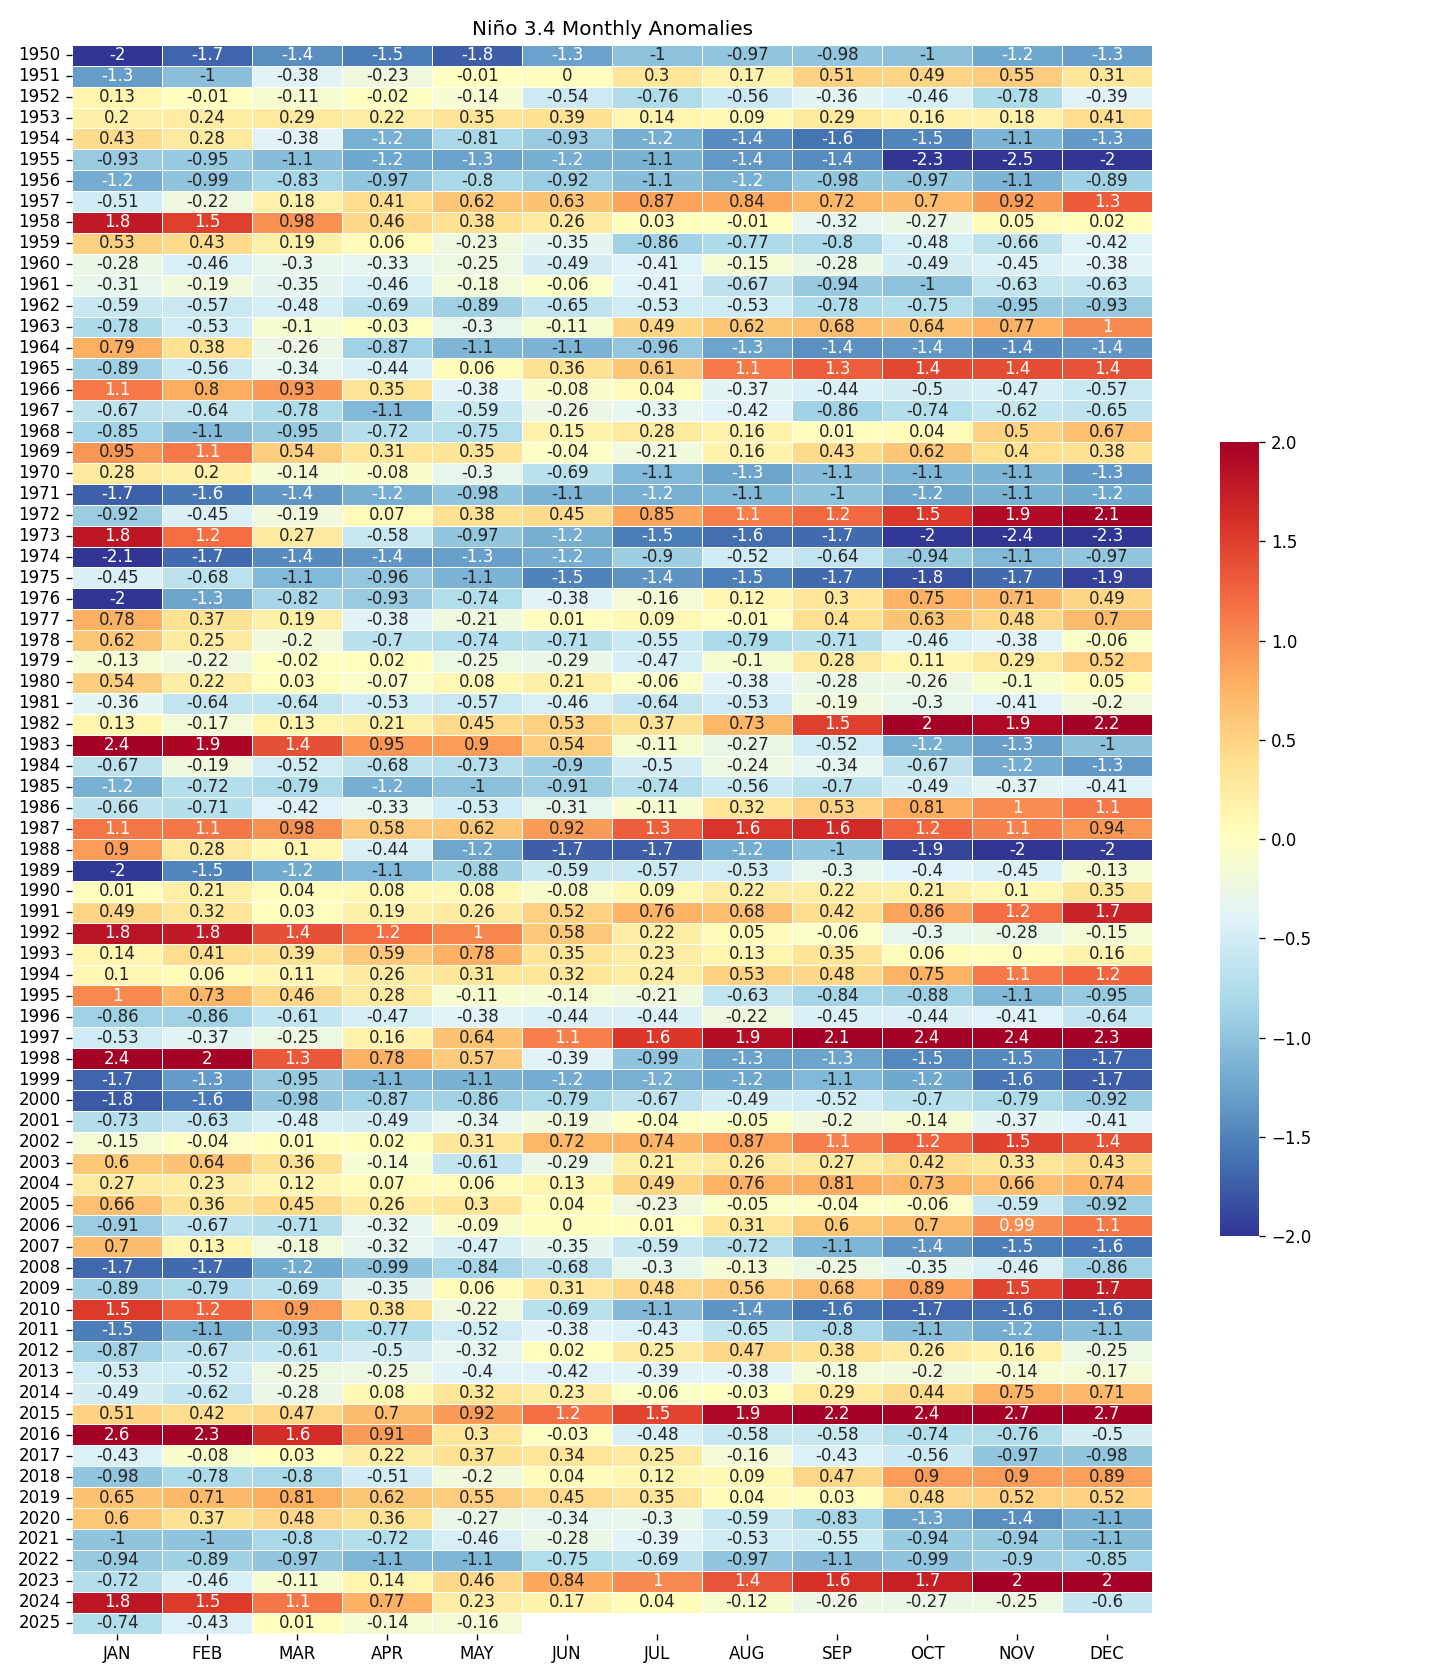 Niño 3.4 Monthly Anomalies
1950 -2 -1.7 -1.4 -1.5 -1.8 -1.3 -1 -0.97 -0.98 -1 -1.2 -1.3
1951 -1.3 -1 -0.38 -0.23 -0.01 0 0.3 0.17 0.51 0.49 0.55 0.31
1952 0.13 -0.01 -0.11 -0.02 -0.14 -0.54 -0.76 -0.56 -0.36 -0.46 -0.78 -0.39
1953 0.2 0.24 0.29 0.22 0.35 0.39 0.14 0.09 0.29 0.16 0.18 0.41
1954 0.43 0.28 -0.38 -1.2 -0.81 -0.93 -1.2 -1.4 -1.6 -1.5 -1.1 -1.3
1955 -0.93 -0.95 -1.1 -1.2 -1.3 -1.2 -1.1 -1.4 -1.4 -2.3 -2.5 -2
1956 -1.2 -0.99 -0.83 -0.97 -0.8 -0.92 -1.1 -1.2 -0.98 -0.97 -1.1 -0.89
1957 -0.51 -0.22 0.18 0.41 0.62 0.63 0.87 0.84 0.72 0.7 0.92 1.3
1958 1.8 1.5 0.98 0.46 0.38 0.26 0.03 -0.01 -0.32 -0.27 0.05 0.02
1959 0.53 0.43 0.19 0.06 -0.23 -0.35 -0.86 -0.77 -0.8 -0.48 -0.66 -0.42
1960 -0.28 -0.46 -0.3 -0.33 -0.25 -0.49 -0.41 -0.15 -0.28 -0.49 -0.45 -0.38
1961 -0.31 -0.19 -0.35 -0.46 -0.18 -0.06 -0.41 -0.67 -0.94 -1 -0.63 -0.63
1962 -0.59 -0.57 -0.48 -0.69 -0.89 -0.65 -0.53 -0.53 -0.78 -0.75 -0.95 -0.93
1963 -0.78 -0.53 -0.1 -0.03 -0.3 -0.11 0.49 0.62 0.68 0.64 0.77 1
1964 0.79 0.38 -0.26 -0.87 -1.1 -1.1 -0.96 -1.3 -1.4 -1.4 -1.4 -1.4
1965 -0.89 -0.56 -0.34 -0.44 0.06 0.36 0.61 1.1 1.3 1.4 1.4 1.4
1966 1.1 0.8 0.93 0.35 -0.38 -0.08 0.04 -0.37 -0.44 -0.5 -0.47 -0.57
1967 -0.67 -0.64 -0.78 -1.1 -0.59 -0.26 -0.33 -0.42 -0.86 -0.74 -0.62 -0.65
1968 -0.85 -1.1 -0.95 -0.72 -0.75 0.15 0.28 0.16 0.01 0.04 0.5 0.67
1969 0.95 1.1 0.54 0.31 0.35 -0.04 -0.21 0.16 0.43 0.62 0.4 0.38
1970 0.28 0.2 -0.14 -0.08 -0.3 -0.69 -1.1 -1.3 -1.1 -1.1 -1.1 -1.3
1971 -1.7 -1.6 -1.4 -1.2 -0.98 -1.1 -1.2 -1.1 -1 -1.2 -1.1 -1.2
1972 -0.92 -0.45 -0.19 0.07 0.38 0.45 0.85 1.1 1.2 1.5 1.9 2.1
1973 1.8 1.2 0.27 -0.58 -0.97 -1.2 -1.5 -1.6 -1.7 -2 -2.4 -2.3
1974 -2.1 -1.7 -1.4 -1.4 -1.3 -1.2 -0.9 -0.52 -0.64 -0.94 -1.1 -0.97
1975 -0.45 -0.68 -1.1 -0.96 -1.1 -1.5 -1.4 -1.5 -1.7 -1.8 -1.7 -1.9
1976 -2 -1.3 -0.82 -0.93 -0.74 -0.38 -0.16 0.12 0.3 0.75 0.71 0.49
1977 0.78 0.37 0.19 -0.38 -0.21 0.01 0.09 -0.01 0.4 0.63 0.48 0.7
1978 0.62 0.25 -0.2 -0.7 -0.74 -0.71 -0.55 -0.79 -0.71 -0.46 -0.38 -0.06
1979 -0.13 -0.22 -0.02 0.02 -0.25 -0.29 -0.47 -0.1 0.28 0.11 0.29 0.52
1980 0.54 0.22 0.03 -0.07 0.08 0.21 -0.06 -0.38 -0.28 -0.26 -0.1 0.05
1981 -0.36 -0.64 -0.64 -0.53 -0.57 -0.46 -0.64 -0.53 -0.19 -0.3 -0.41 -0.2
1982 0.13 -0.17 0.13 0.21 0.45 0.53 0.37 0.73 1.5 2 1.9 2.2
1983 2.4 1.9 1.4 0.95 0.9 0.54 -0.11 -0.27 -0.52 -1.2 -1.3 -1
1984 -0.67 -0.19 -0.52 -0.68 -0.73 -0.9 -0.5 -0.24 -0.34 -0.67 -1.2 -1.3
1985 -1.2 -0.72 -0.79 -1.2 -1 -0.91 -0.74 -0.56 -0.7 -0.49 -0.37 -0.41
1986 -0.66 -0.71 -0.42 -0.33 -0.53 -0.31 -0.11 0.32 0.53 0.81 1 1.1
1987 1.1 1.1 0.98 0.58 0.62 0.92 1.3 1.6 1.6 1.2 1.1 0.94
1988 0.9 0.28 0.1 -0.44 -1.2 -1.7 -1.7 -1.2 -1 -1.9 -2 -2
1989 -2 -1.5 -1.2 -1.1 -0.88 -0.59 -0.57 -0.53 -0.3 -0.4 -0.45 -0.13
1990 0.01 0.21 0.04 0.08 0.08 -0.08 0.09 0.22 0.22 0.21 0.1 0.35
1991 0.49 0.32 0.03 0.19 0.26 0.52 0.76 0.68 0.42 0.86 1.2 1.7
1992 1.8 1.8 1.4 1.2 1 0.58 0.22 0.05 -0.06 -0.3 -0.28 -0.15
1993 0.14 0.41 0.39 0.59 0.78 0.35 0.23 0.13 0.35 0.06 0 0.16
1994 0.1 0.06 0.11 0.26 0.31 0.32 0.24 0.53 0.48 0.75 1.1 1.2
1995 1 0.73 0.46 0.28 -0.11 -0.14 -0.21 -0.63 -0.84 -0.88 -1.1 -0.95
1996 -0.86 -0.86 -0.61 -0.47 -0.38 -0.44 -0.44 -0.22 -0.45 -0.44 -0.41 -0.64
1997 -0.53 -0.37 -0.25 0.16 0.64 1.1 1.6 1.9 2.1 2.4 2.4 2.3
1998 2.4 2 1.3 0.78 0.57 -0.39 -0.99 -1.3 -1.3 -1.5 -1.5 -1.7
1999 -1.7 -1.3 -0.95 -1.1 -1.1 -1.2 -1.2 -1.2 -1.1 -1.2 -1.6 -1.7
2000 -1.8 -1.6 -0.98 -0.87 -0.86 -0.79 -0.67 -0.49 -0.52 -0.7 -0.79 -0.92
2001 -0.73 -0.63 -0.48 -0.49 -0.34 -0.19 -0.04 -0.05 -0.2 -0.14 -0.37 -0.41
2002 -0.15 -0.04 0.01 0.02 0.31 0.72 0.74 0.87 1.1 1.2 1.5 1.4
2003 0.6 0.64 0.36 -0.14 -0.61 -0.29 0.21 0.26 0.27 0.42 0.33 0.43
2004 0.27 0.23 0.12 0.07 0.06 0.13 0.49 0.76 0.81 0.73 0.66 0.74
2005 0.66 0.36 0.45 0.26 0.3 0.04 -0.23 -0.05 -0.04 -0.06 -0.59 -0.92
2006 -0.91 -0.67 -0.71 -0.32 -0.09 0 0.01 0.31 0.6 0.7 0.99 1.1
2007 0.7 0.13 -0.18 -0.32 -0.47 -0.35 -0.59 -0.72 -1.1 -1.4 -1.5 -1.6
2008 -1.7 -1.7 -1.2 -0.99 -0.84 -0.68 -0.3 -0.13 -0.25 -0.35 -0.46 -0.86
2009 -0.89 -0.79 -0.69 -0.35 0.06 0.31 0.48 0.56 0.68 0.89 1.5 1.7
2010 1.5 1.2 0.9 0.38 -0.22 -0.69 -1.1 -1.4 -1.6 -1.7 -1.6 -1.6
2011 -1.5 -1.1 -0.93 -0.77 -0.52 -0.38 -0.43 -0.65 -0.8 -1.1 -1.2 -1.1
2012 -0.87 -0.67 -0.61 -0.5 -0.32 0.02 0.25 0.47 0.38 0.26 0.16 -0.25
2013 -0.53 -0.52 -0.25 -0.25 -0.4 -0.42 -0.39 -0.38 -0.18 -0.2 -0.14 -0.17
2014 -0.49 -0.62 -0.28 0.08 0.32 0.23 -0.06 -0.03 0.29 0.44 0.75 0.71
2015 0.51 0.42 0.47 0.7 0.92 1.2 1.5 1.9 2.2 2.4 2.7 2.7
2016 2.6 2.3 1.6 0.91 0.3 -0.03 -0.48 -0.58 -0.58 -0.74 -0.76 -0.5
2017 -0.43 -0.08 0.03 0.22 0.37 0.34 0.25 -0.16 -0.43 -0.56 -0.97 -0.98
2018 -0.98 -0.78 -0.8 -0.51 -0.2 0.04 0.12 0.09 0.47 0.9 0.9 0.89
2019 0.65 0.71 0.81 0.62 0.55 0.45 0.35 0.04 0.03 0.48 0.52 0.52
2020 0.6 0.37 0.48 0.36 -0.27 -0.34 -0.3 -0.59 -0.83 -1.3 -1.4 -1.1
2021 -1 -1 -0.8 -0.72 -0.46 -0.28 -0.39 -0.53 -0.55 -0.94 -0.94 -1.1
2022 -0.94 -0.89 -0.97 -1.1 -1.1 -0.75 -0.69 -0.97 -1.1 -0.99 -0.9 -0.85
2023 -0.72 -0.46 -0.11 0.14 0.46 0.84 1 1.4 1.6 1.7 2 2
2024 1.8 1.5 1.1 0.77 0.23 0.17 0.04 -0.12 -0.26 -0.27 -0.25 -0.6
2025 -0.74 -0.43 0.01 -0.14 -0.16
JAN FEB MAR APR MAY JUN JUL AUG SEP OCT NOV DEC
2.0
1.5
1.0
0.5
0.0
−0.5
−1.0
−1.5
−2.0